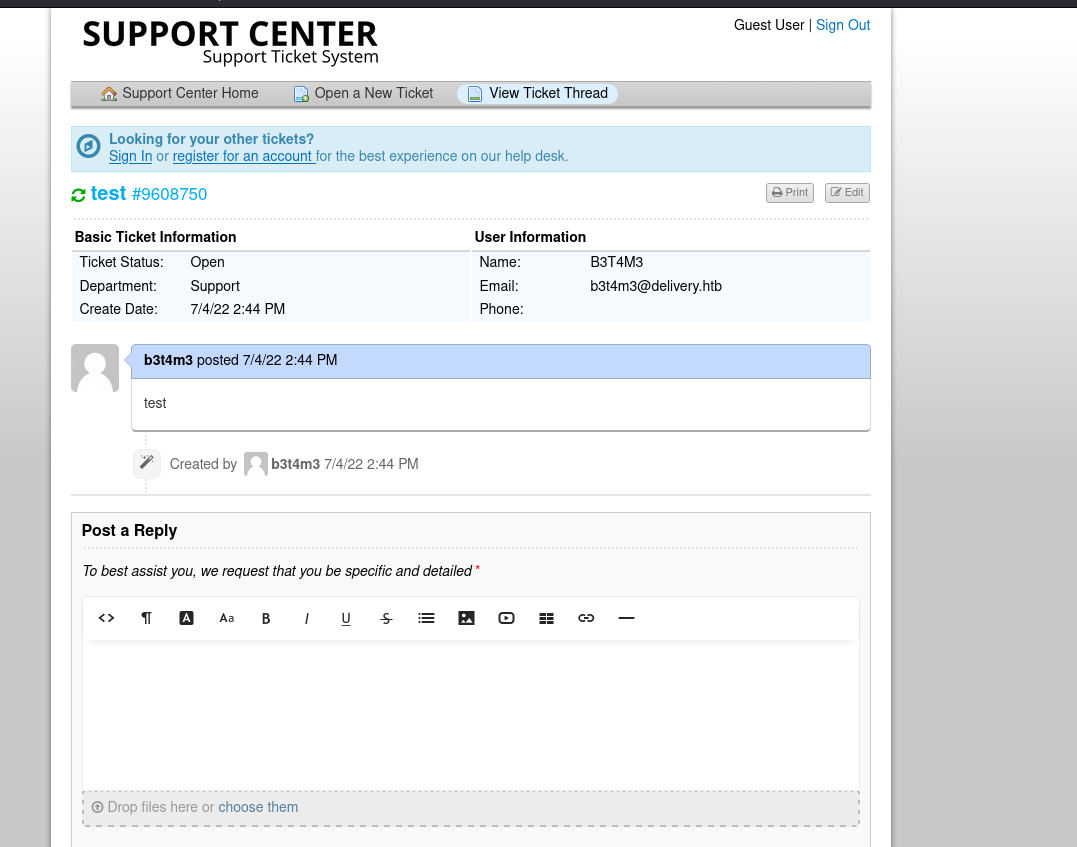 SUPPORT CENTER
Support Ticket System
Guest User | Sign Out
Support Center Home Open a New Ticket View Ticket Thread
Looking for your other tickets?
Sign In or register for an account for the best experience on our help desk.
test #9608750 Print Edit
Basic Ticket Information User Information
Ticket Status: Open Name: B3T4M3
Department: Support Email: b3t4m3@delivery.htb
Create Date: 7/4/22 2:44 PM Phone:
b3t4m3 posted 7/4/22 2:44 PM
test
Created by b3t4m3 7/4/22 2:44 PM
Post a Reply
To best assist you, we request that you be specific and detailed *
<> ¶ A Aa B I U S
Drop files here or choose them